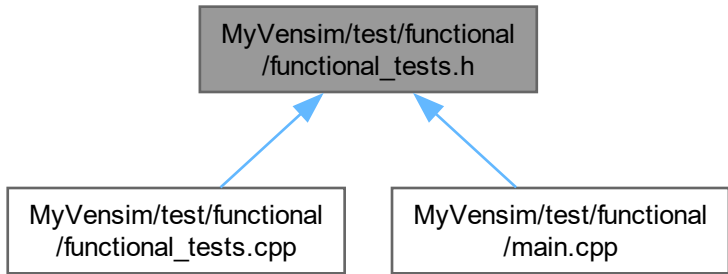 MyVensim/test/functional
/functional_tests.h
MyVensim/test/functional
/functional_tests.cpp
MyVensim/test/functional
/main.cpp